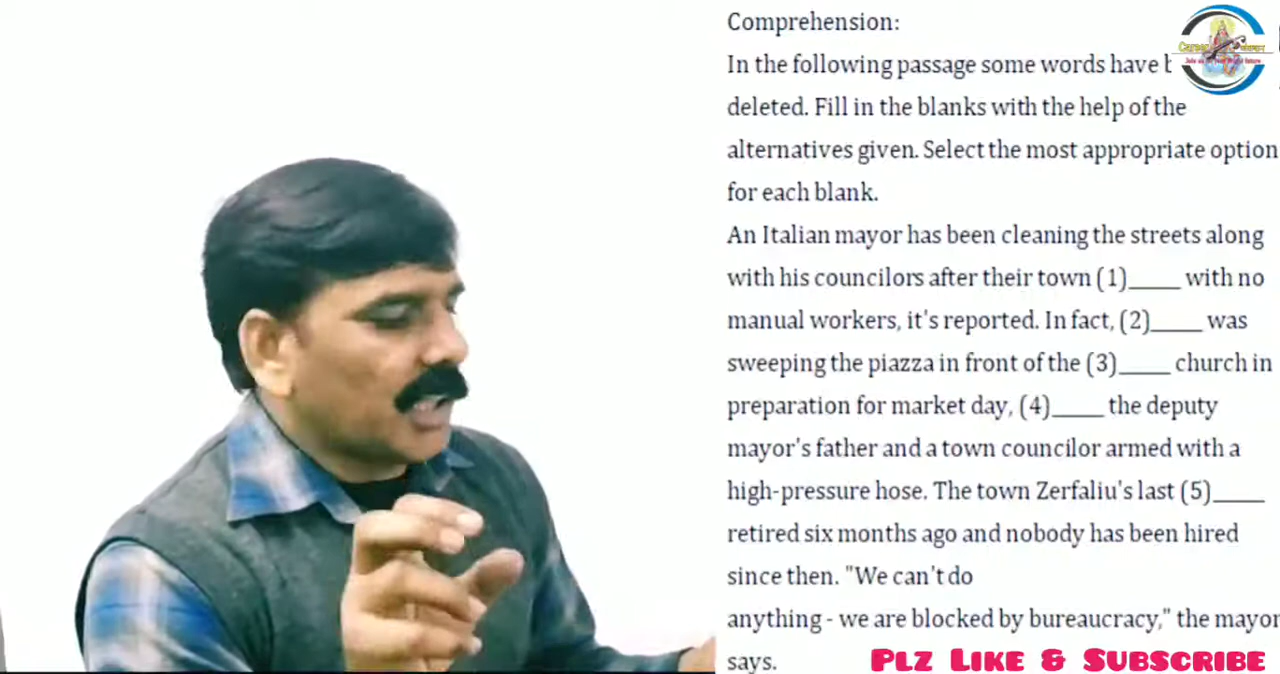 Comprehension:
In the following passage some words have b
deleted. Fill in the blanks with the help of the
alternatives given. Select the most appropriate option
for each blank.
An Italian mayor has been cleaning the streets along
with his councilors after their town (1)____ with no
manual workers, it's reported. In fact, (2)____ was
sweeping the piazza in front of the (3)____ church in
preparation for market day, (4)____ the deputy
mayor's father and a town councilor armed with a
high-pressure hose. The town Zerfaliu's last (5)____
retired six months ago and nobody has been hired
since then. "We can't do
anything - we are blocked by bureaucracy," the mayor
says.
Plz Like & Subscribe